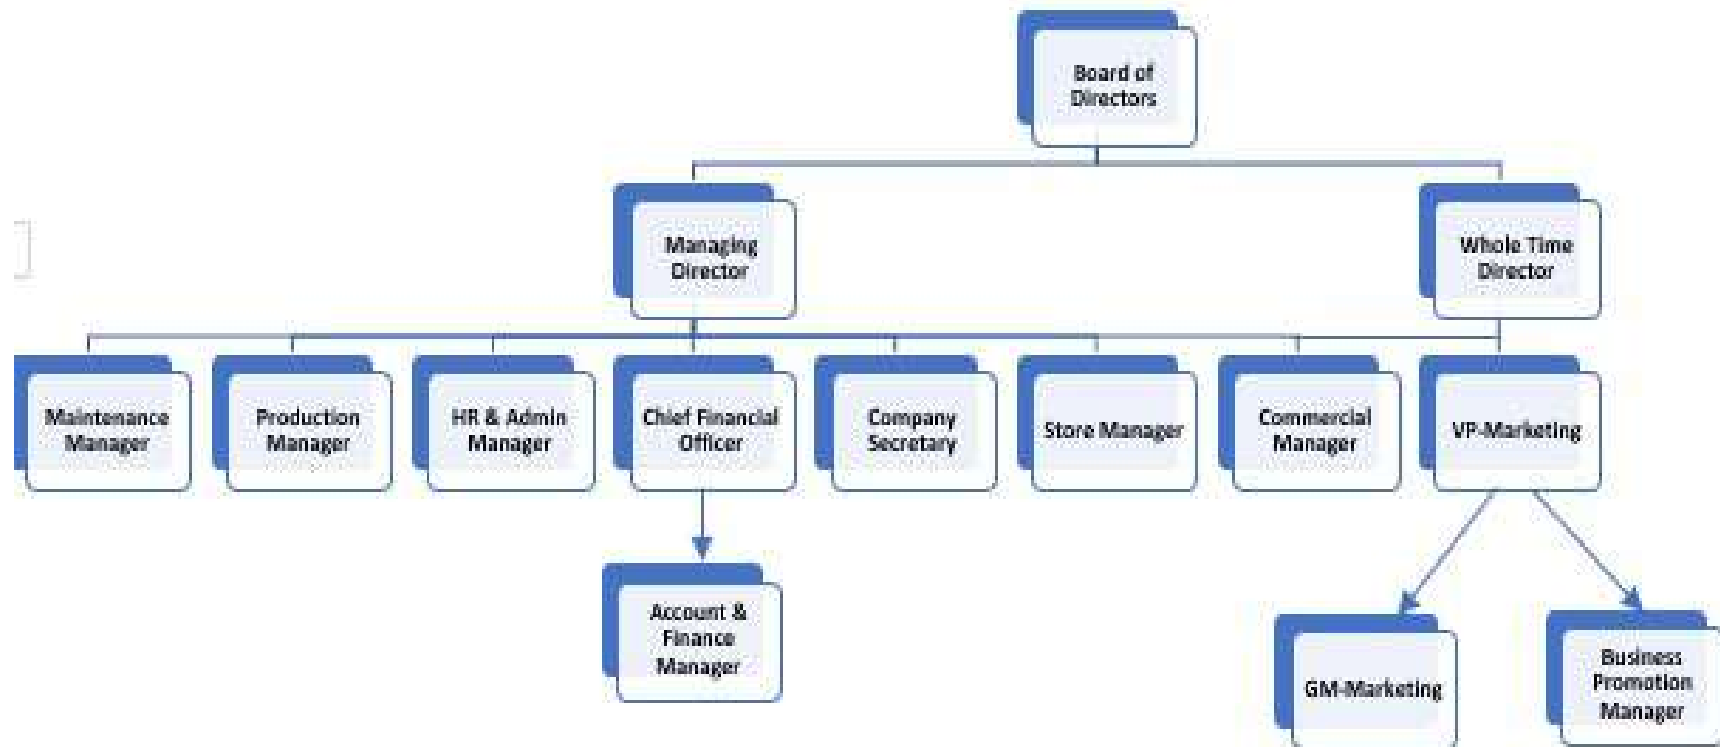 Board of
Directors
Managing
Director
Whole Time
Director
Maintenance
Manager
Production
Manager
HR & Admin
Manager
Chief Financial
Officer
Company
Secretary
Store Manager
Commercial
Manager
VP-Marketing
Account &
Finance
Manager
GM-Marketing
Business
Promotion
Manager